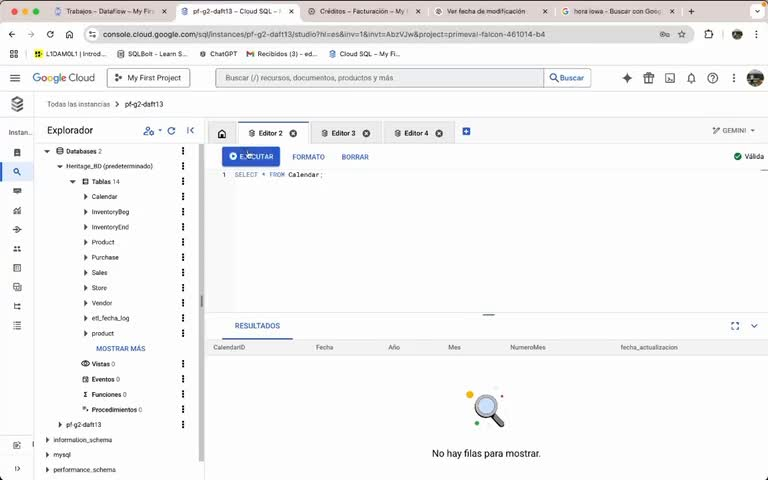 Trabajos – Dataflow – My First
pf-g2-daft13 – Cloud SQL –
Créditos – Facturación – My
Ver fecha de modificación
hora iowa - Buscar con Goog
console.cloud.google.com/sql/instances/pf-g2-daft13/studio?hl=es&inv=1&invt=AbzVJw&project=primeval-falcon-461014-b4
L1DAM0L1 | Introd...
SQLBolt - Learn S...
ChatGPT
Recibidos (3) - ed...
Cloud SQL – My Fi...
Google Cloud
My First Project
Buscar (/) recursos, documentos, productos y más
Buscar
Todas las instancias
pf-g2-daft13
Instan...
Explorador
Editor 2
Editor 3
Editor 4
GEMINI
Databases 2
EJECUTAR
FORMATO
BORRAR
Válida
Heritage_BD (predeterminado)
1 SELECT * FROM Calendar;
Tablas 14
Calendar
InventoryBeg
InventoryEnd
Product
Purchase
Sales
Store
Vendor
etl_fecha_log
product
MOSTRAR MÁS
Vistas 0
Eventos 0
Funciones 0
Procedimientos 0
pf-g2-daft13
information_schema
mysql
performance_schema
RESULTADOS
CalendarID
Fecha
Año
Mes
NumeroMes
fecha_actualizacion
No hay filas para mostrar.